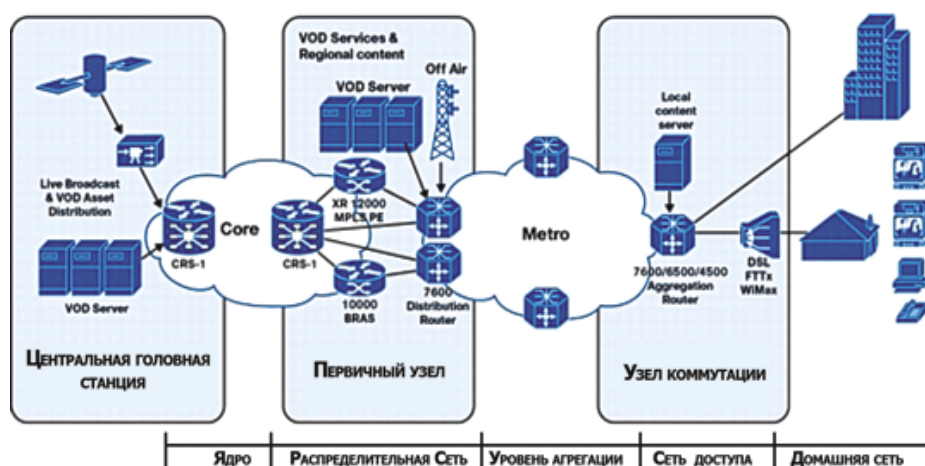 VOD Services &
Regional content
VOD Server
Off Air
Local
content
server
Live Broadcast
& VOD Asset
Distribution
CRS-1
Core
CRS-1
XR 12000
MPLS PE
Metro
VOD Server
10000
BRAS
7600
Distribution
Router
7600/6500/4500
Aggregation
Router
DSL
FTTx
WiMax
Центральная головная
станция
Первичный узел
Узел коммутации
Ядро
Распределительная Сеть
Уровень агрегации
Сеть доступа
Домашняя сеть